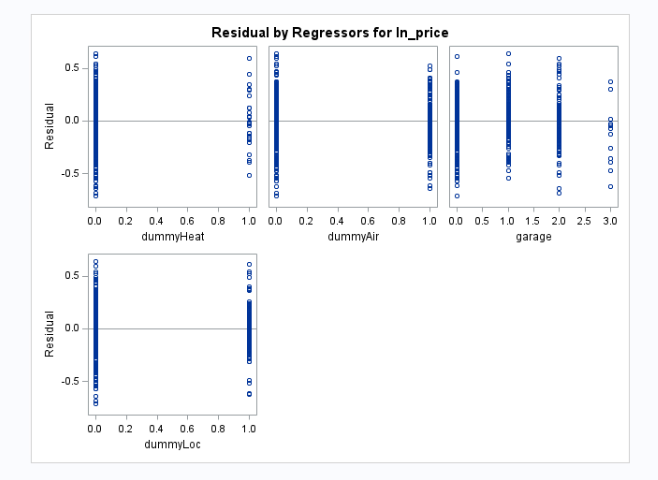 Residual by Regressors for ln_price
Residual
0.5
0.0
-0.5
0.0 0.2 0.4 0.6 0.8 1.0
dummyHeat
0.0 0.2 0.4 0.6 0.8 1.0
dummyAir
0.0 0.5 1.0 1.5 2.0 2.5 3.0
garage
Residual
0.5
0.0
-0.5
0.0 0.2 0.4 0.6 0.8 1.0
dummyLoc